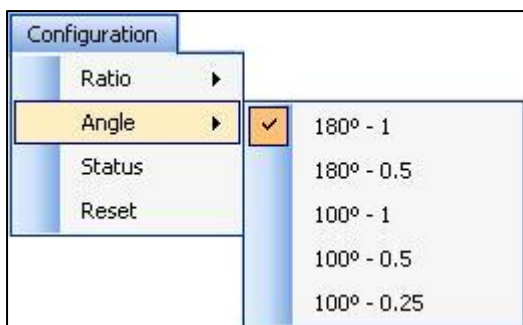 Configuration
Ratio
Angle
Status
Reset
180º - 1
180º - 0.5
100º - 1
100º - 0.5
100º - 0.25